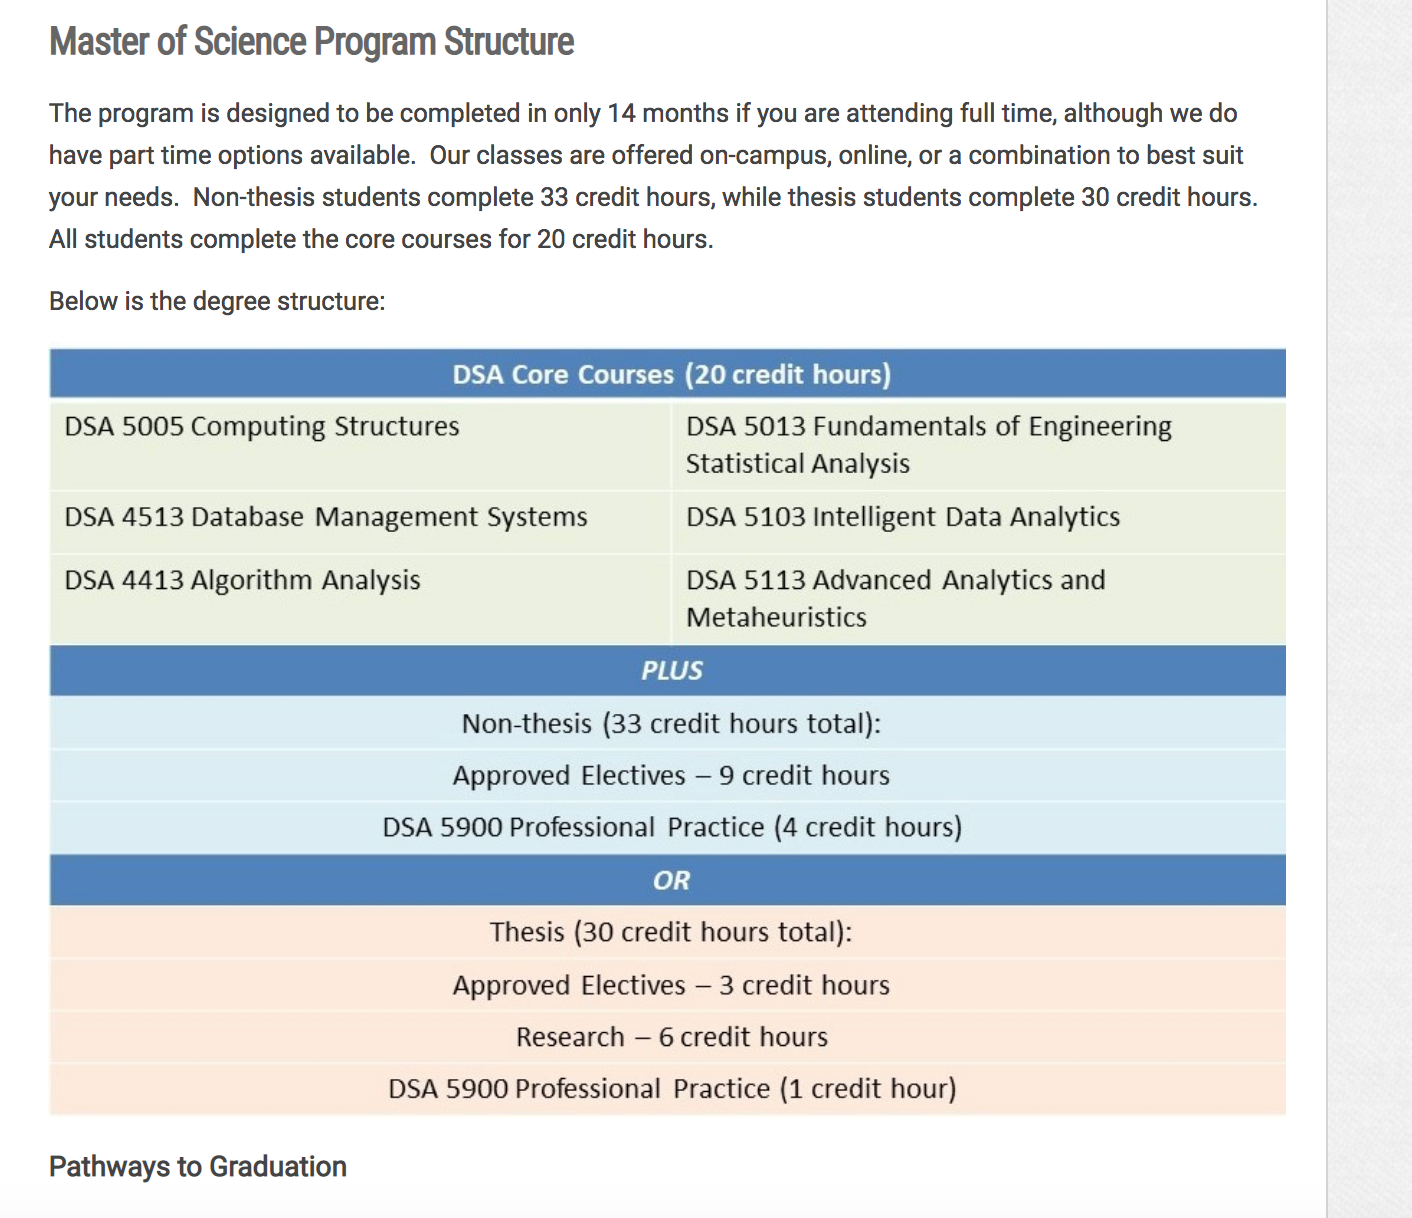 Master of Science Program Structure
The program is designed to be completed in only 14 months if you are attending full time, although we do
have part time options available.  Our classes are offered on-campus, online, or a combination to best suit
your needs.  Non-thesis students complete 33 credit hours, while thesis students complete 30 credit hours.
All students complete the core courses for 20 credit hours.
Below is the degree structure:
DSA Core Courses (20 credit hours)
DSA 5005 Computing Structures
DSA 5013 Fundamentals of Engineering
Statistical Analysis
DSA 4513 Database Management Systems
DSA 5103 Intelligent Data Analytics
DSA 4413 Algorithm Analysis
DSA 5113 Advanced Analytics and
Metaheuristics
PLUS
Non-thesis (33 credit hours total):
Approved Electives – 9 credit hours
DSA 5900 Professional Practice (4 credit hours)
OR
Thesis (30 credit hours total):
Approved Electives – 3 credit hours
Research – 6 credit hours
DSA 5900 Professional Practice (1 credit hour)
Pathways to Graduation